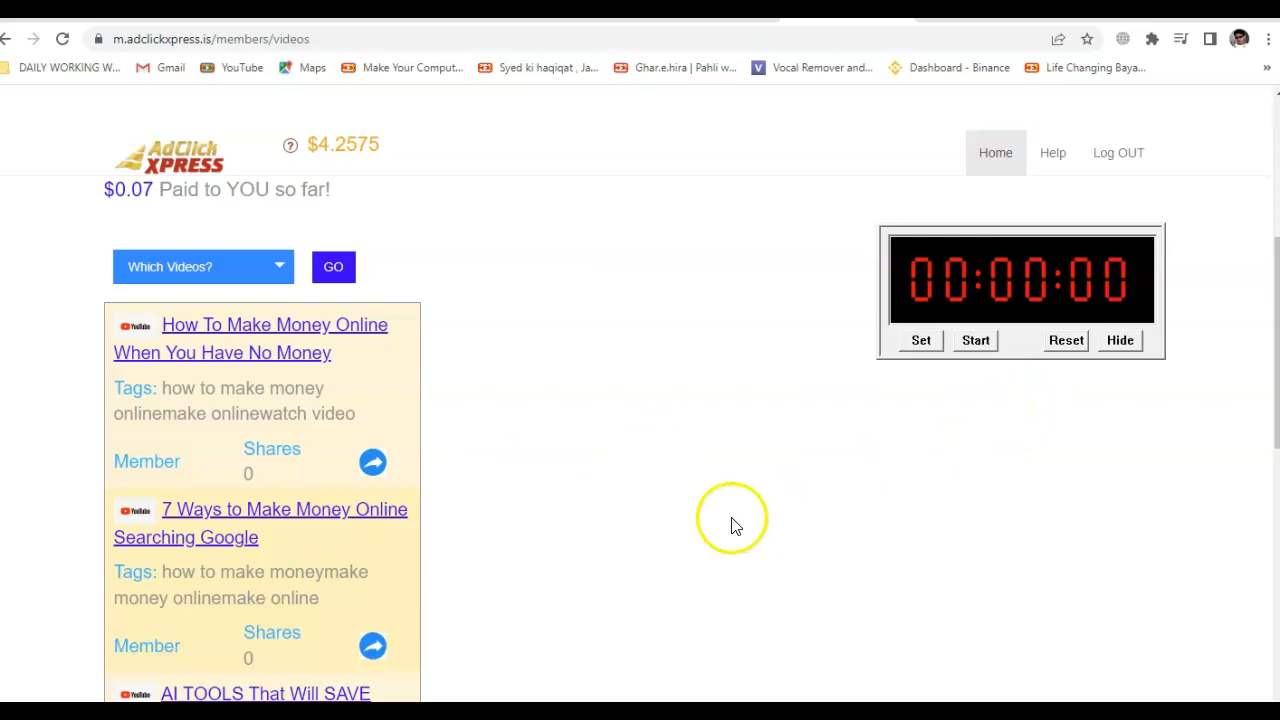 m.adclickxpress.is/members/videos
DAILY WORKING W... Gmail YouTube Maps Make Your Comput... Syed ki haqiqat , Ja... Ghar.e.hira | Pahli w... Vocal Remover and... Dashboard - Binance Life Changing Baya... »
AdClick XPRESS ? $4.2575 Home Help Log OUT
$0.07 Paid to YOU so far!
Which Videos? GO
00:00:00
Set Start Reset Hide
YouTube How To Make Money Online
When You Have No Money
Tags: how to make money
onlinemake onlinewatch video
Member Shares
0
YouTube 7 Ways to Make Money Online
Searching Google
Tags: how to make moneymake
money onlinemake online
Member Shares
0
YouTube AI TOOLS That Will SAVE